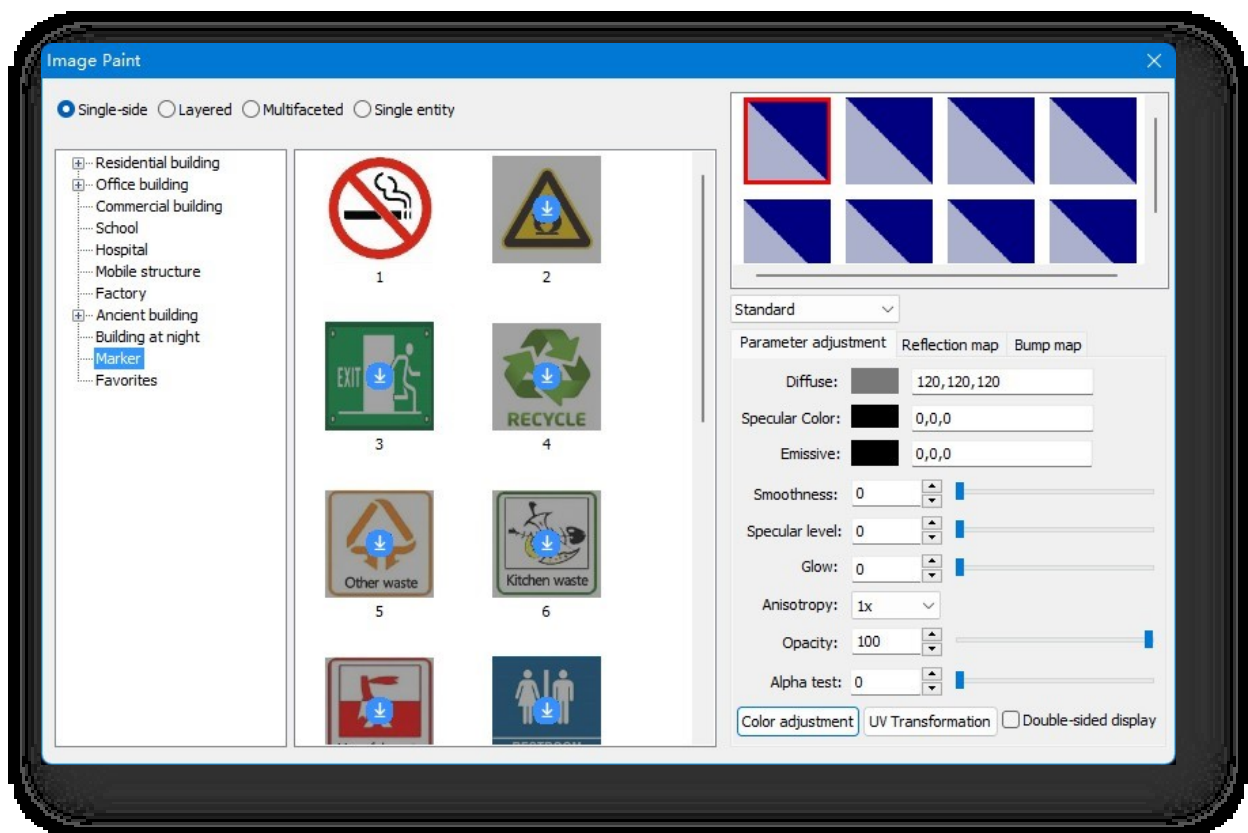 Image Paint
Single-side Layered Multifaceted Single entity
Residential building
Office building
Commercial building
School
Hospital
Mobile structure
Factory
Ancient building
Building at night
Marker
Favorites
1
2
EXIT
3
RECYCLE
4
Other waste
5
Kitchen waste
6
Standard
Parameter adjustment Reflection map Bump map
Diffuse: 120,120,120
Specular Color: 0,0,0
Emissive: 0,0,0
Smoothness: 0
Specular level: 0
Glow: 0
Anisotropy: 1x
Opacity: 100
Alpha test: 0
Color adjustment UV Transformation Double-sided display